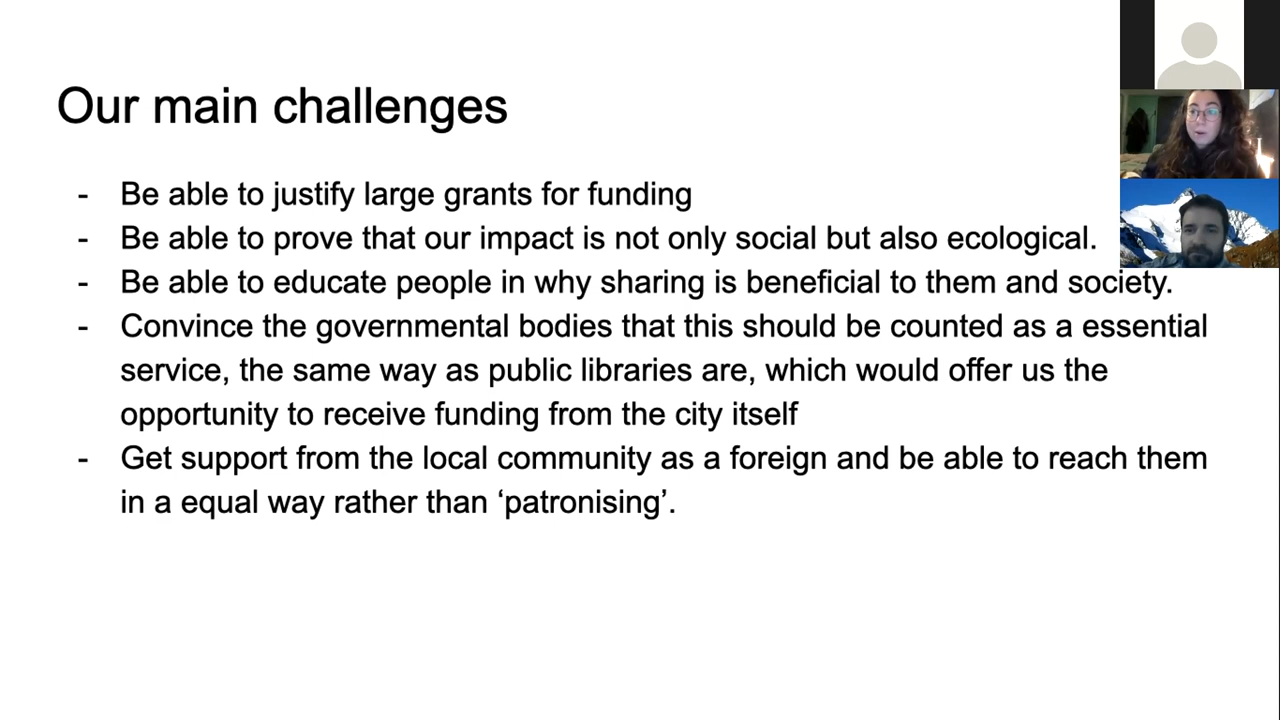 Our main challenges
- Be able to justify large grants for funding
- Be able to prove that our impact is not only social but also ecological.
- Be able to educate people in why sharing is beneficial to them and society.
- Convince the governmental bodies that this should be counted as a essential
service, the same way as public libraries are, which would offer us the
opportunity to receive funding from the city itself
- Get support from the local community as a foreign and be able to reach them
in a equal way rather than ‘patronising’.